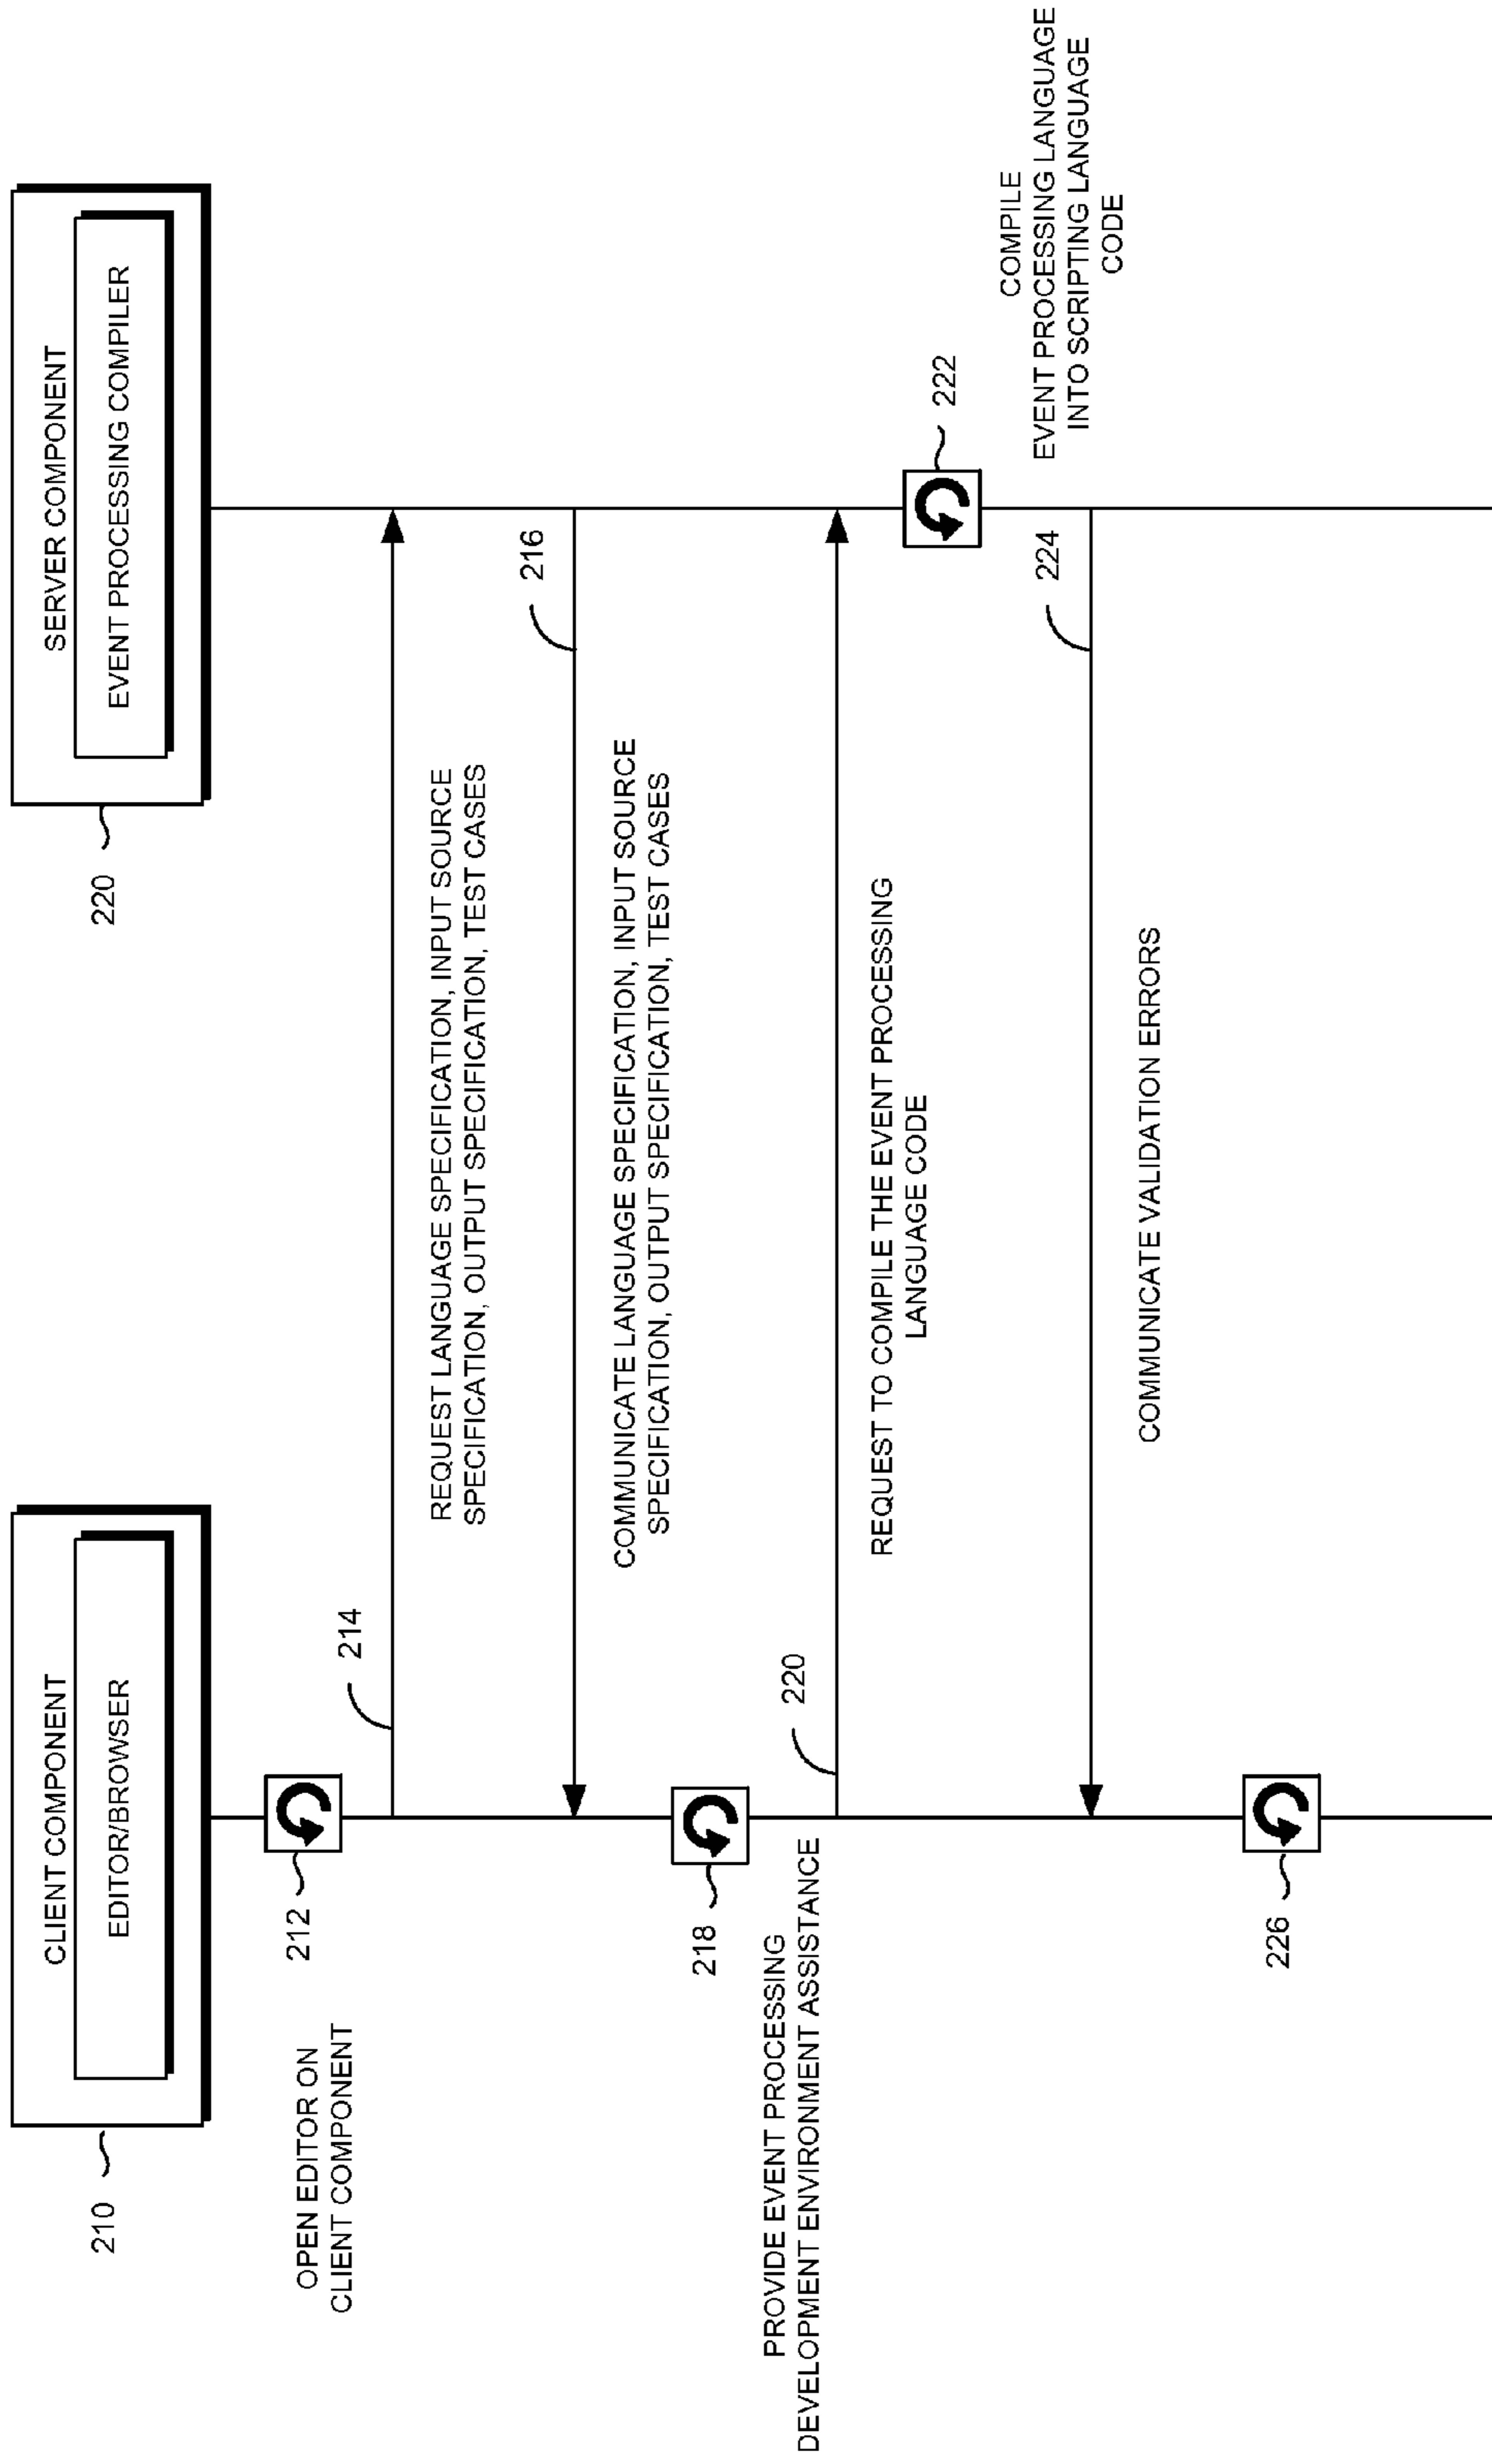 CLIENT COMPONENT
EDITOR/BROWSER
210
SERVER COMPONENT
EVENT PROCESSING COMPILER
220
212
OPEN EDITOR ON
CLIENT COMPONENT
214
REQUEST LANGUAGE SPECIFICATION, INPUT SOURCE
SPECIFICATION, OUTPUT SPECIFICATION, TEST CASES
216
COMMUNICATE LANGUAGE SPECIFICATION, INPUT SOURCE
SPECIFICATION, OUTPUT SPECIFICATION, TEST CASES
218
PROVIDE EVENT PROCESSING
DEVELOPMENT ENVIRONMENT ASSISTANCE
220
REQUEST TO COMPILE THE EVENT PROCESSING
LANGUAGE CODE
222
COMPILE
EVENT PROCESSING LANGUAGE
INTO SCRIPTING LANGUAGE
CODE
224
COMMUNICATE VALIDATION ERRORS
226